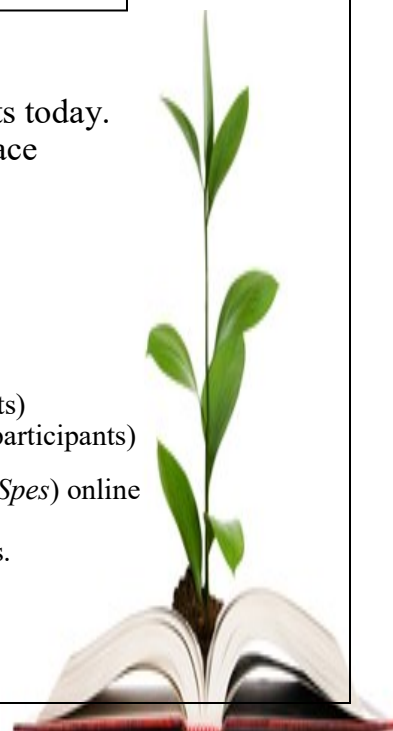 ts today.
ace
ts)
participants)
Spes) online
s.